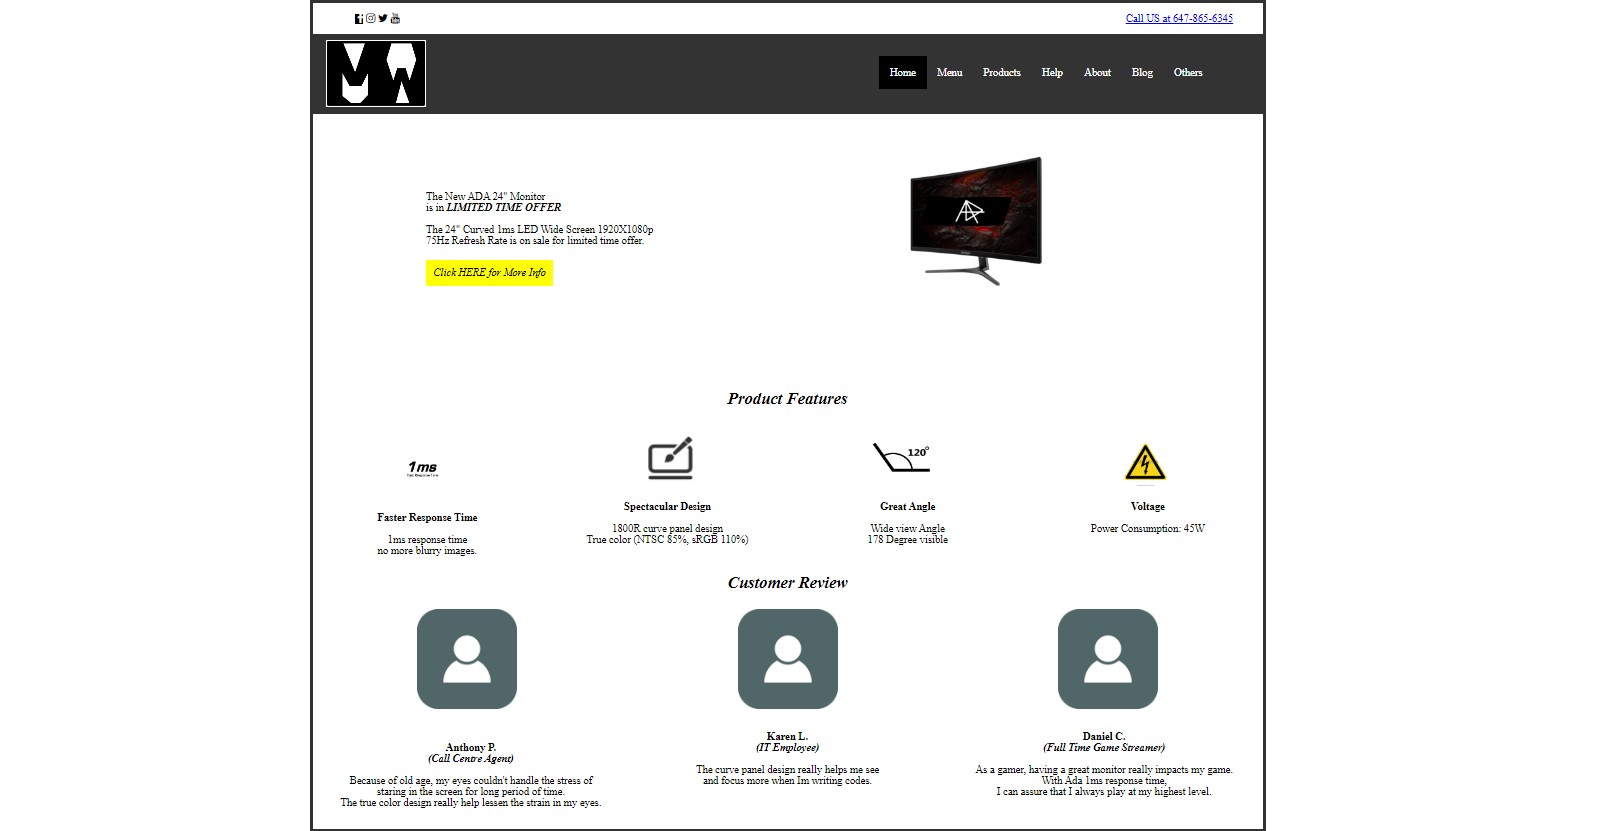 Call US at 647-865-6345
Home Menu Products Help About Blog Others
The New ADA 24" Monitor
is in LIMITED TIME OFFER
The 24" Curved 1ms LED Wide Screen 1920X1080p
75Hz Refresh Rate is on sale for limited time offer.
Click HERE for More Info
Product Features
1ms
Faster Response Time
1ms response time
no more blurry images.
Spectacular Design
1800R curve panel design
True color (NTSC 85%, sRGB 110%)
120°
Great Angle
Wide view Angle
178 Degree visible
Voltage
Power Consumption: 45W
Customer Review
Anthony P.
(Call Centre Agent)
Because of old age, my eyes couldn't handle the stress of
staring in the screen for long period of time.
The true color design really help lessen the strain in my eyes.
Karen L.
(IT Employee)
The curve panel design really helps me see
and focus more when Im writing codes.
Daniel C.
(Full Time Game Streamer)
As a gamer, having a great monitor really impacts my game.
With Ada 1ms response time,
I can assure that I always play at my highest level.